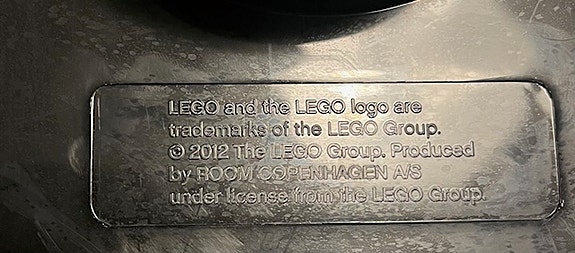 LEGO and the LEGO logo are
trademarks of the LEGO Group.
© 2012 The LEGO Group. Produced
by ROOM COPENHAGEN A/S
under license from the LEGO Group.